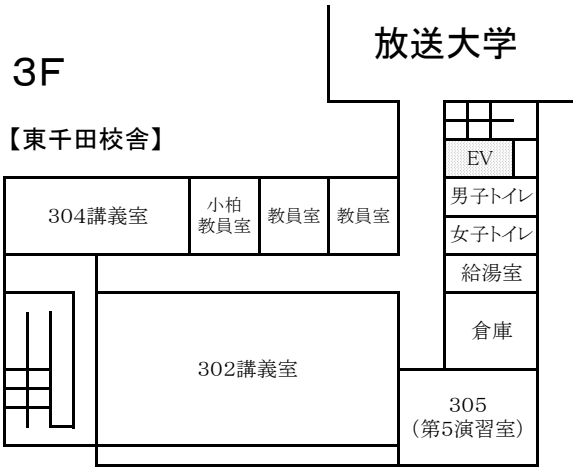 放送大学
3F
【東千田校舎】
EV
304講義室
小柏
教員室
教員室
教員室
男子トイレ
女子トイレ
給湯室
倉庫
302講義室
305
（第5演習室）